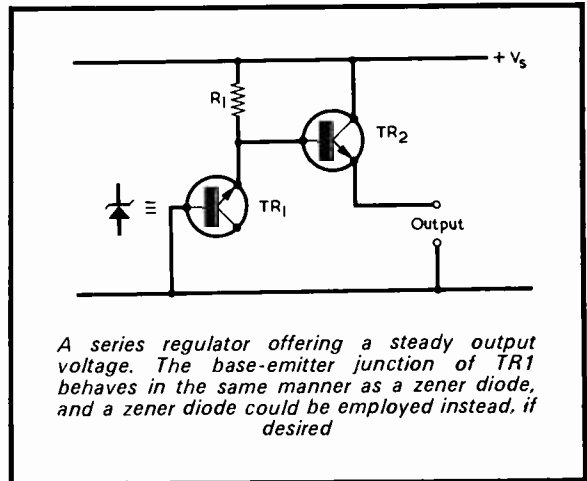 + Vs
R1
TR2
≡
TR1
Output
A series regulator offering a steady output
voltage. The base-emitter junction of TR1
behaves in the same manner as a zener diode,
and a zener diode could be employed instead, if
desired